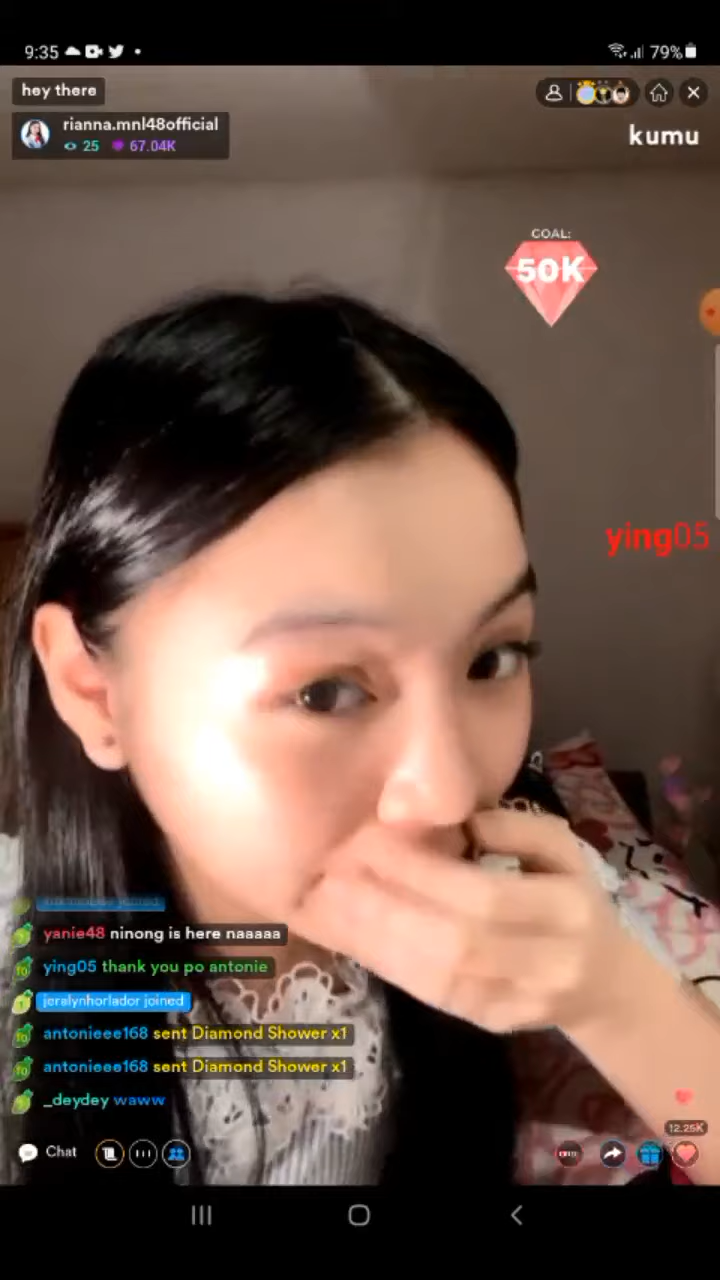 9:35
79%
hey there
rianna.mnl48official
25 67.04K
kumu
GOAL:
50K
ying05
joined
yanie48 ninong is here naaaaa
ying05 thank you po antonie
jeralynhorlador joined
antonieee168 sent Diamond Shower x1
antonieee168 sent Diamond Shower x1
_deydey waww
12.25K
Chat